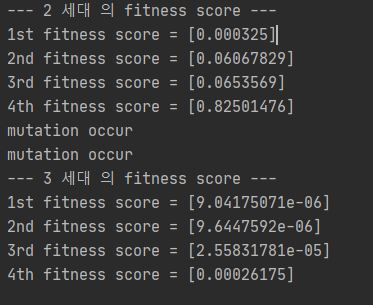 --- 2 세대 의 fitness score ---
1st fitness score = [0.000325]
2nd fitness score = [0.06067829]
3rd fitness score = [0.0653569]
4th fitness score = [0.82501476]
mutation occur
mutation occur
--- 3 세대 의 fitness score ---
1st fitness score = [9.04175071e-06]
2nd fitness score = [9.6447592e-06]
3rd fitness score = [2.55831781e-05]
4th fitness score = [0.00026175]